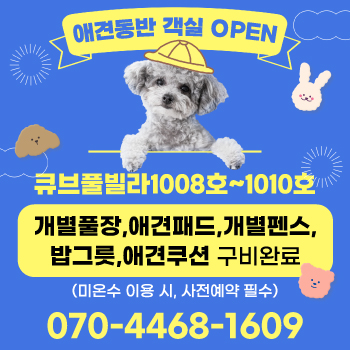 애견동반 객실 OPEN
큐브풀빌라1008호~1010호
개별풀장,애견패드,개별펜스,
밥그릇,애견쿠션 구비완료
(미온수 이용 시, 사전예약 필수)
070-4468-1609